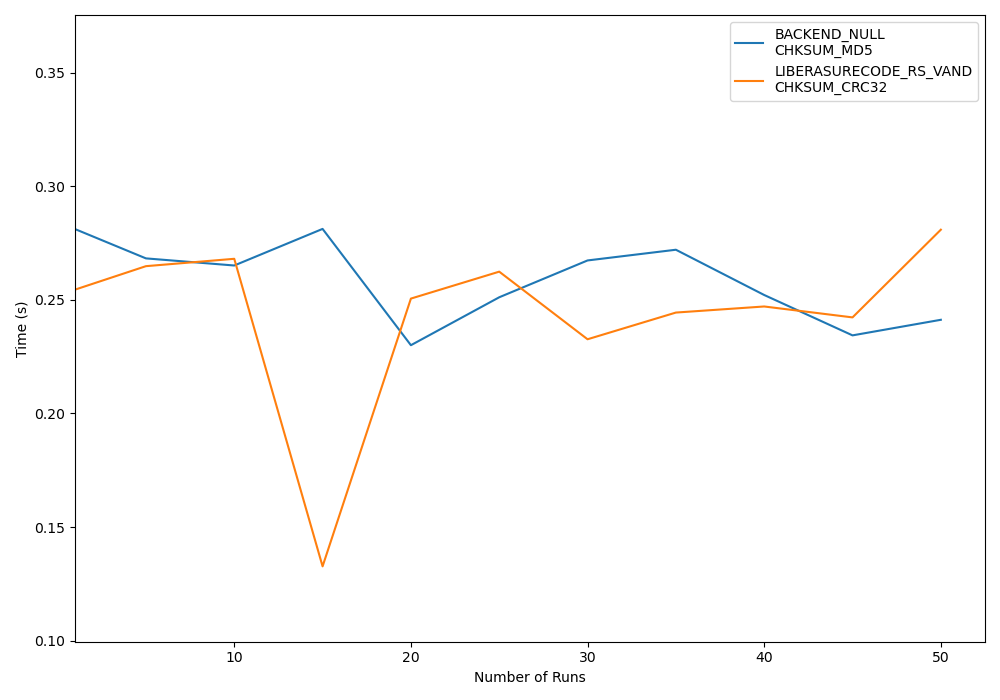 0.35
0.30
0.25
0.20
0.15
0.10
Time (s)
10
20
30
40
50
Number of Runs
BACKEND_NULL
CHKSUM_MD5
LIBERASURECODE_RS_VAND
CHKSUM_CRC32